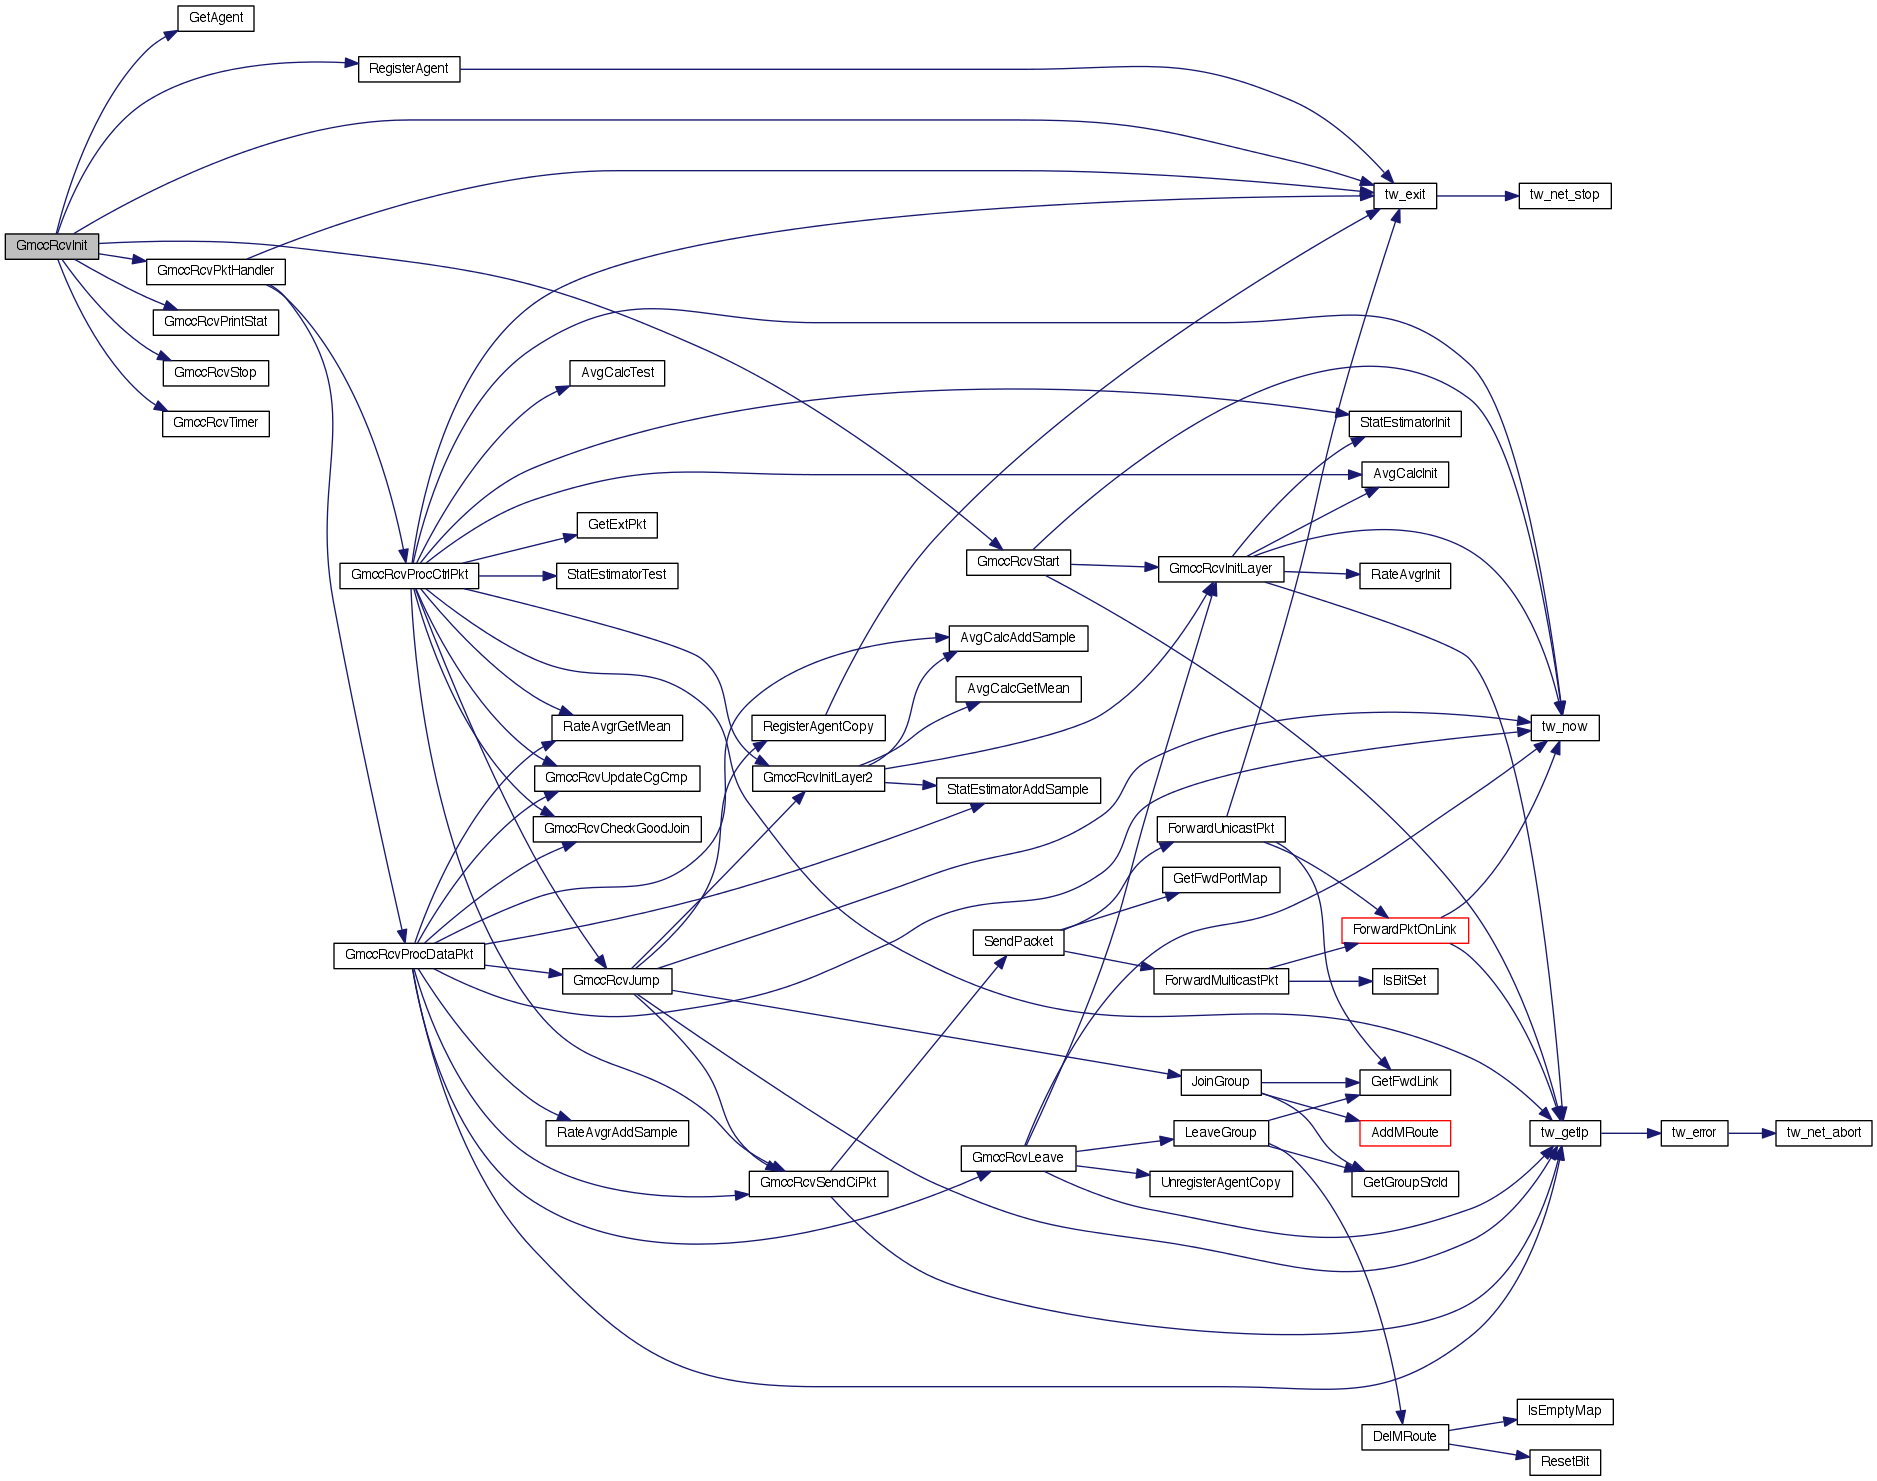 GetAgent
RegisterAgent
tw_exit
tw_net_stop
GmccRcvInit
GmccRcvPktHandler
GmccRcvPrintStat
GmccRcvStop
GmccRcvTimer
AvgCalcTest
StatEstimatorInit
AvgCalcInit
GetExtPkt
GmccRcvStart
GmccRcvInitLayer
RateAvgrInit
GmccRcvProcCtrlPkt
StatEstimatorTest
AvgCalcAddSample
AvgCalcGetMean
RateAvgrGetMean
RegisterAgentCopy
tw_now
GmccRcvUpdateCgCmp
GmccRcvInitLayer2
StatEstimatorAddSample
GmccRcvCheckGoodJoin
ForwardUnicastPkt
GetFwdPortMap
ForwardPktOnLink
SendPacket
GmccRcvProcDataPkt
GmccRcvJump
ForwardMulticastPkt
IsBitSet
JoinGroup
GetFwdLink
RateAvgrAddSample
LeaveGroup
AddMRoute
tw_getlp
tw_error
tw_net_abort
GmccRcvLeave
GmccRcvSendCiPkt
UnregisterAgentCopy
GetGroupSrcId
IsEmptyMap
DelMRoute
ResetBit